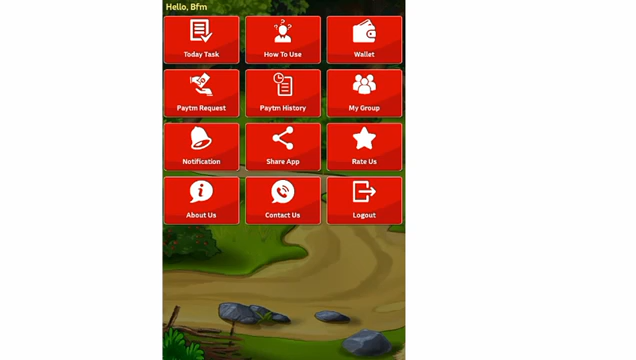 Hello, Bfm
Today Task
How To Use
Wallet
Paytm Request
Paytm History
My Group
Notification
Share App
Rate Us
About Us
Contact Us
Logout